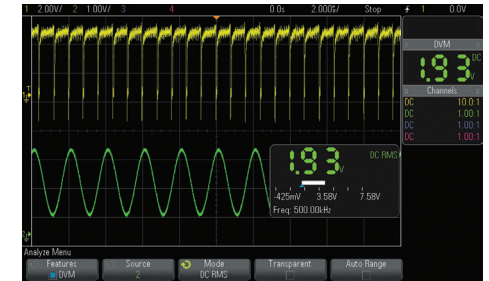 1 2.00V/ 2 1.00V/ 3 4 0.0s 2.000%/ Stop 1 0.0V
DVM
1.93V DC
Channels
DC 10.0:1
DC 1.00:1
DC 1.00:1
DC 1.00:1
1.93V DC RMS
-425mV 3.58V 7.58V
Freq: 500.00kHz
Analyze Menu
Features Source Mode Transparent Auto Range
DVM 2 DC RMS